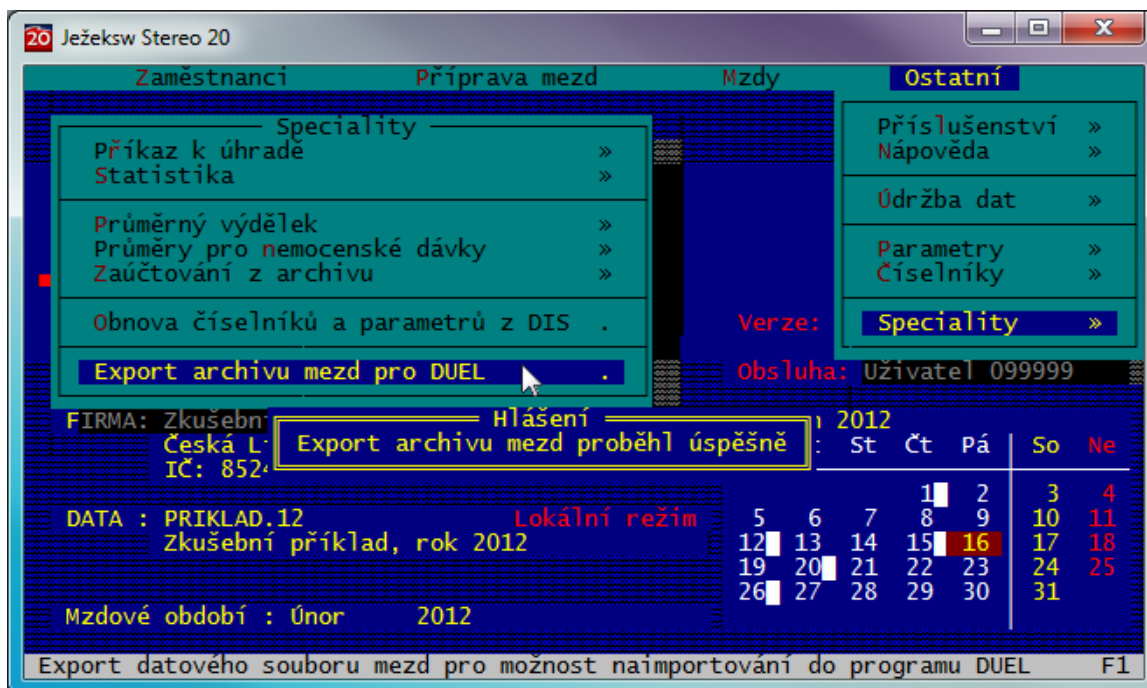 20 Ježeksw Stereo 20
Zaměstnanci Příprava mezd Mzdy Ostatní
Speciality
Příkaz k úhradě »
Statistika »
Průměrný výdělek »
Průměry pro nemocenské dávky »
Zaúčtování z archivu »
Obnova číselníků a parametrů z DIS .
Export archivu mezd pro DUEL .
Příslušenství »
Nápověda »
Údržba dat »
Parametry »
Číselníky »
Speciality »
Verze:
Obsluha: Uživatel 099999
FIRMA: Zkušební
Česká L
IČ: 852
Hlášení
Export archivu mezd proběhl úspěšně
2012
St Čt Pá So Ne
1 2 3 4
DATA : PRIKLAD.12 Lokální režim
Zkušební příklad, rok 2012
5 6 7 8 9 10 11
12 13 14 15 16 17 18
19 20 21 22 23 24 25
26 27 28 29 30 31
Mzdové období : Únor 2012
Export datového souboru mezd pro možnost naimportování do programu DUEL F1